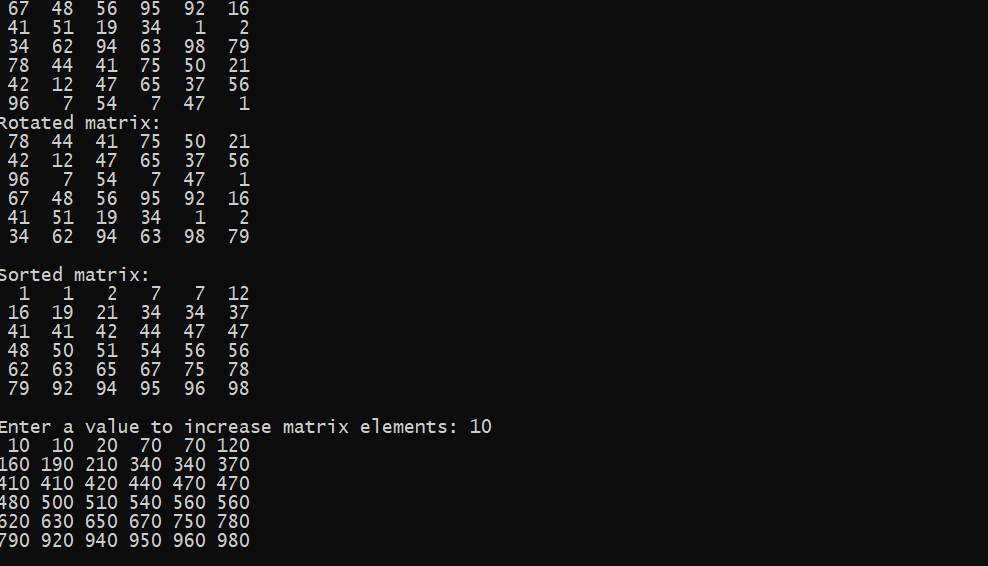 67 48 56 95 92 16
41 51 19 34 1 2
34 62 94 63 98 79
78 44 41 75 50 21
42 12 47 65 37 56
96 7 54 7 47 1
Rotated matrix:
78 44 41 75 50 21
42 12 47 65 37 56
96 7 54 7 47 1
67 48 56 95 92 16
41 51 19 34 1 2
34 62 94 63 98 79
Sorted matrix:
1 1 2 7 7 12
16 19 21 34 34 37
41 41 42 44 47 47
48 50 51 54 56 56
62 63 65 67 75 78
79 92 94 95 96 98
Enter a value to increase matrix elements: 10
10 10 20 70 70 120
160 190 210 340 340 370
410 410 420 440 470 470
480 500 510 540 560 560
620 630 650 670 750 780
790 920 940 950 960 980